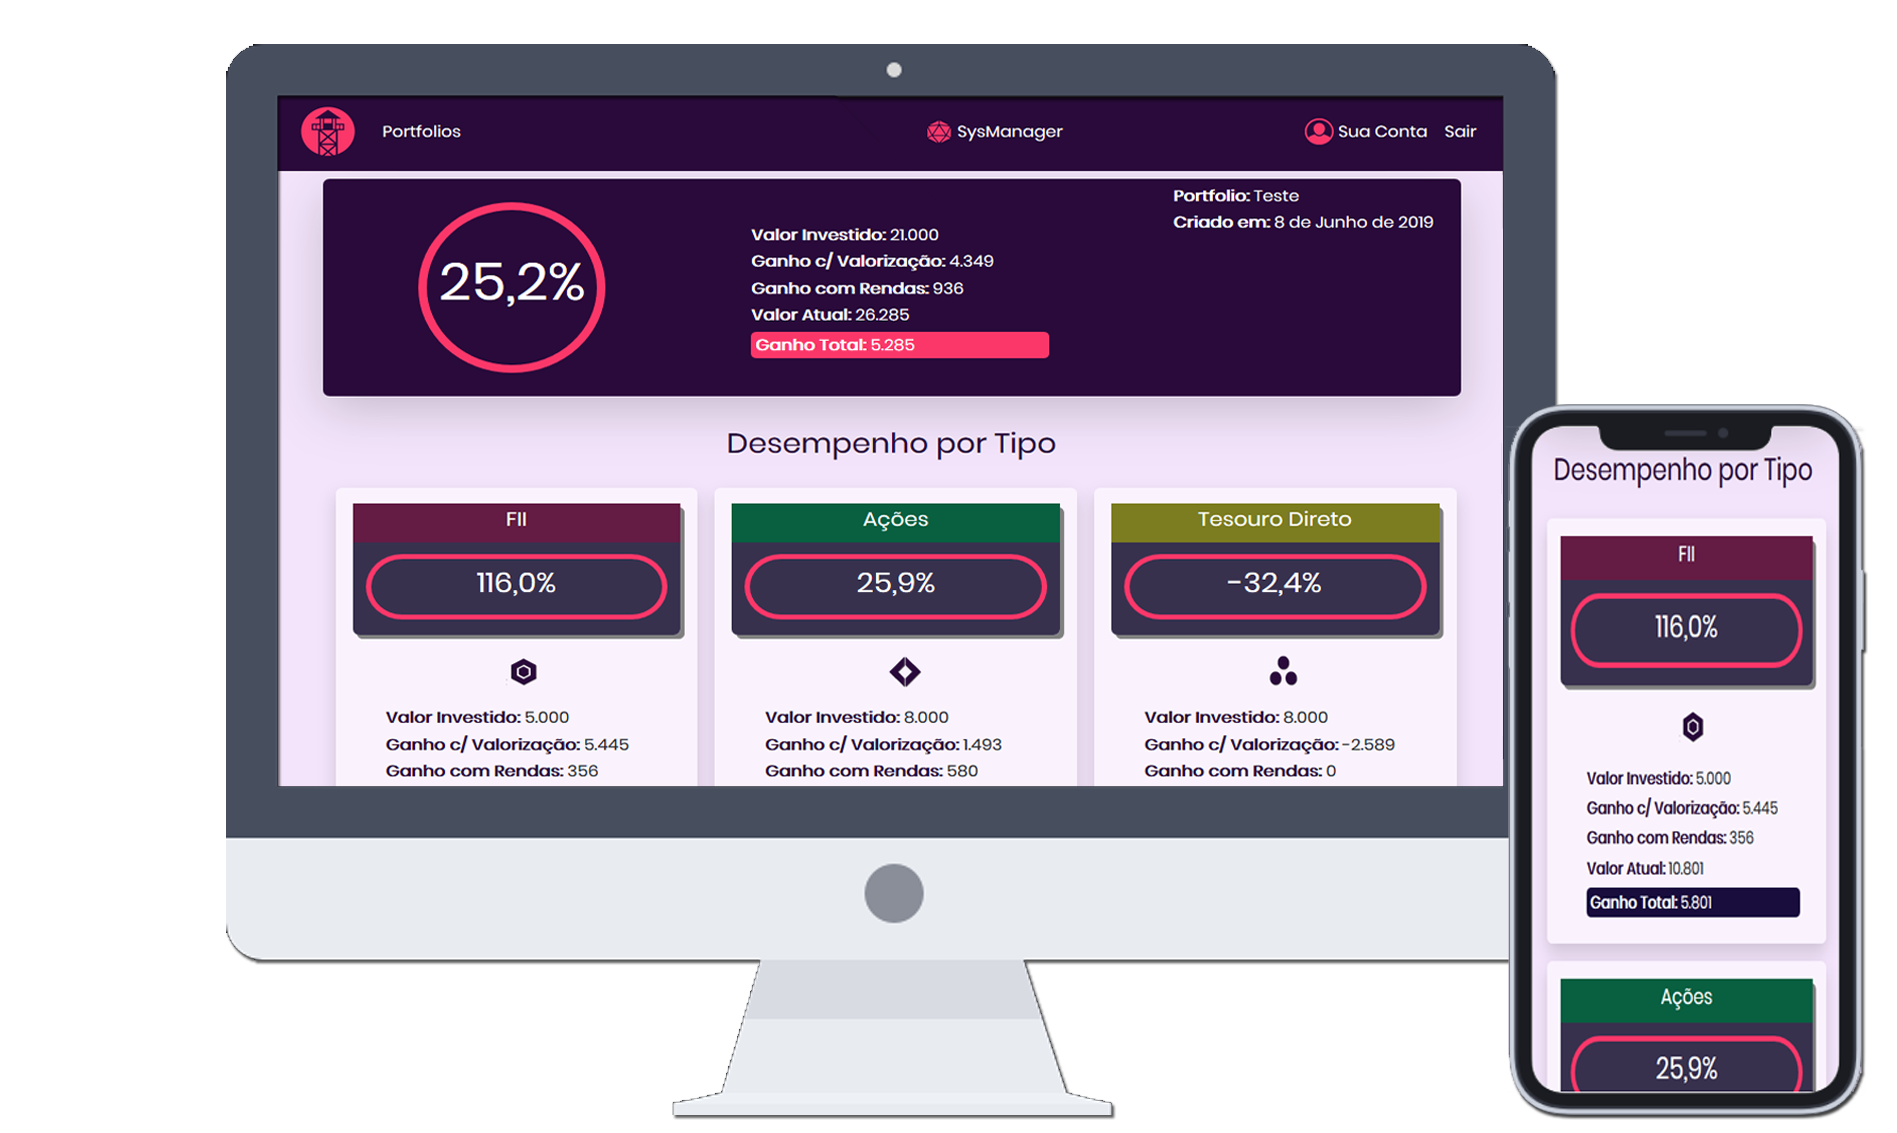 Portfolios
SysManager
Sua Conta
Sair
25,2%
Valor Investido: 21.000
Ganho c/ Valorização: 4.349
Ganho com Rendas: 936
Valor Atual: 26.285
Ganho Total: 5.285
Portfolio: Teste
Criado em: 8 de Junho de 2019
Desempenho por Tipo
FII
116,0%
Valor Investido: 5.000
Ganho c/ Valorização: 5.445
Ganho com Rendas: 356
Ações
25,9%
Valor Investido: 8.000
Ganho c/ Valorização: 1.493
Ganho com Rendas: 580
Tesouro Direto
-32,4%
Valor Investido: 8.000
Ganho c/ Valorização: -2.589
Ganho com Rendas: 0
Desempenho por Tipo
FII
116,0%
Valor Investido: 5.000
Ganho c/ Valorização: 5.445
Ganho com Rendas: 356
Valor Atual: 10.801
Ganho Total: 5.801
Ações
25,9%